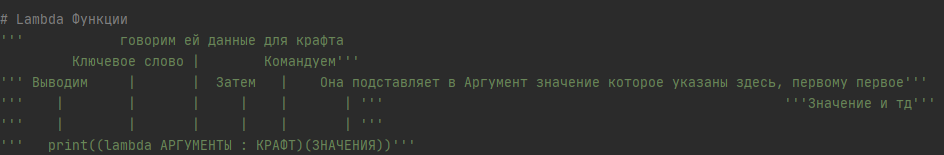 # Lambda Функции
'''            говорим ей данные для крафта
         Ключевое слово |        Командуем'''
''' Выводим     |       |  Затем   |    Она подставляет в Аргумент значение которое указаны здесь, первому первое'''
'''    |        |       |     |    |       | '''                                                  '''Значение и тд'''
'''    |        |       |     |    |       | '''
'''   print((lambda АРГУМЕНТЫ : КРАФТ)(ЗНАЧЕНИЯ))'''